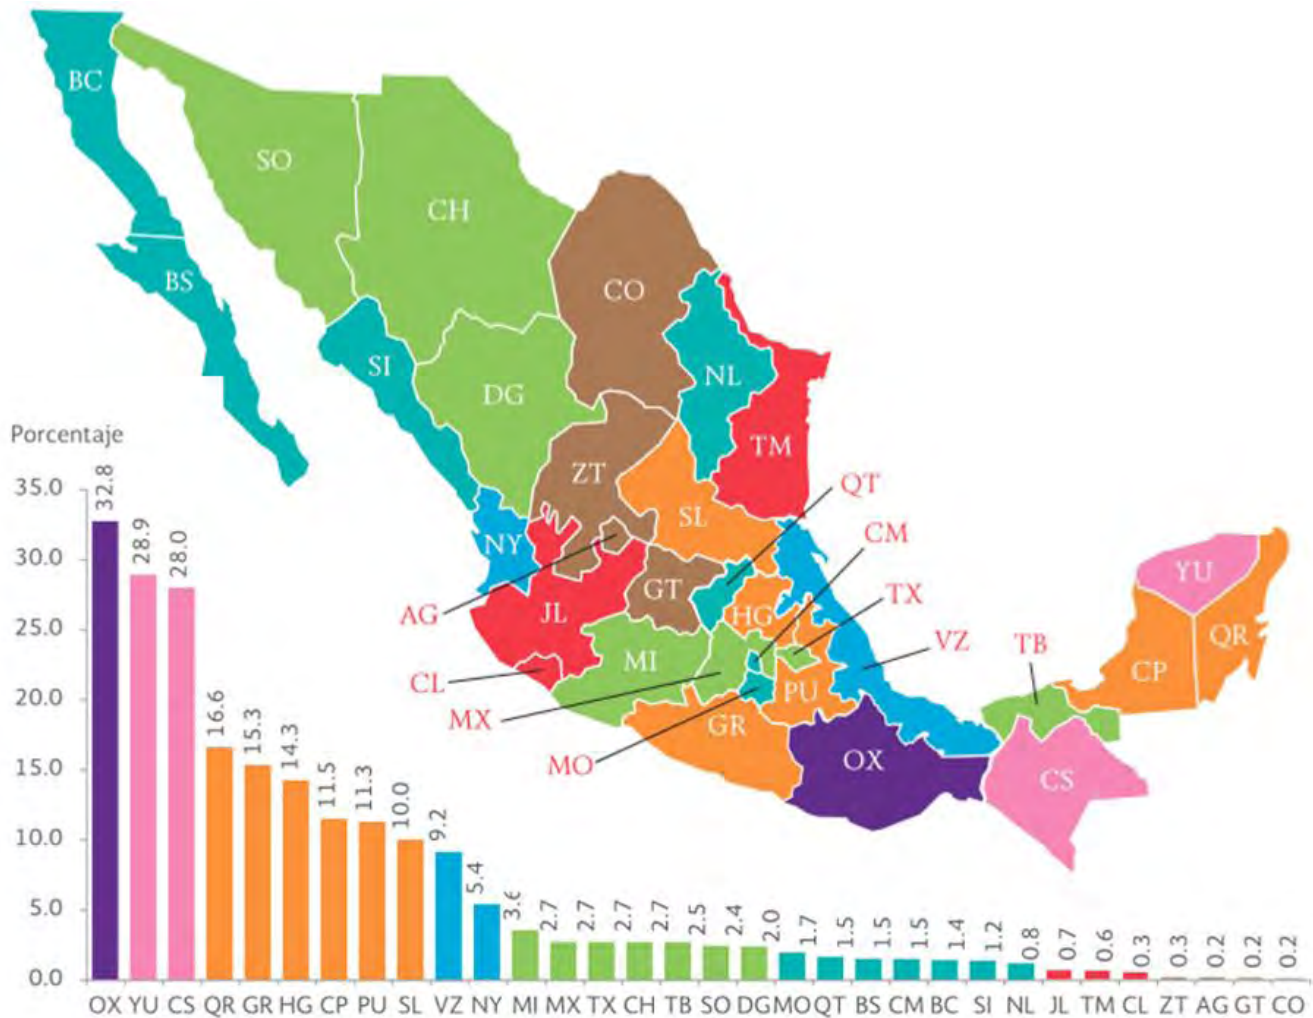 BC
SO
CH
BS
CO
SI
NL
DG
TM
ZT
QT
SL
CM
NY
AG
GT
HG
TX
JL
VZ
TB
YU
QR
MI
CP
CL
PU
MX
GR
MO
OX
CS
Porcentaje
35.0
30.0
25.0
20.0
15.0
10.0
5.0
0.0
32.8
28.9
28.0
16.6
15.3
14.3
11.5
11.3
10.0
9.2
5.4
3.6
2.7
2.7
2.7
2.7
2.5
2.4
2.0
1.7
1.5
1.5
1.5
1.4
1.2
0.8
0.7
0.6
0.3
0.3
0.2
0.2
0.2
OX YU CS QR GR HG CP PU SL VZ NY MI MX TX CH TB SO DG MO QT BS CM BC SI NL JL TM CL ZT AG GT CO